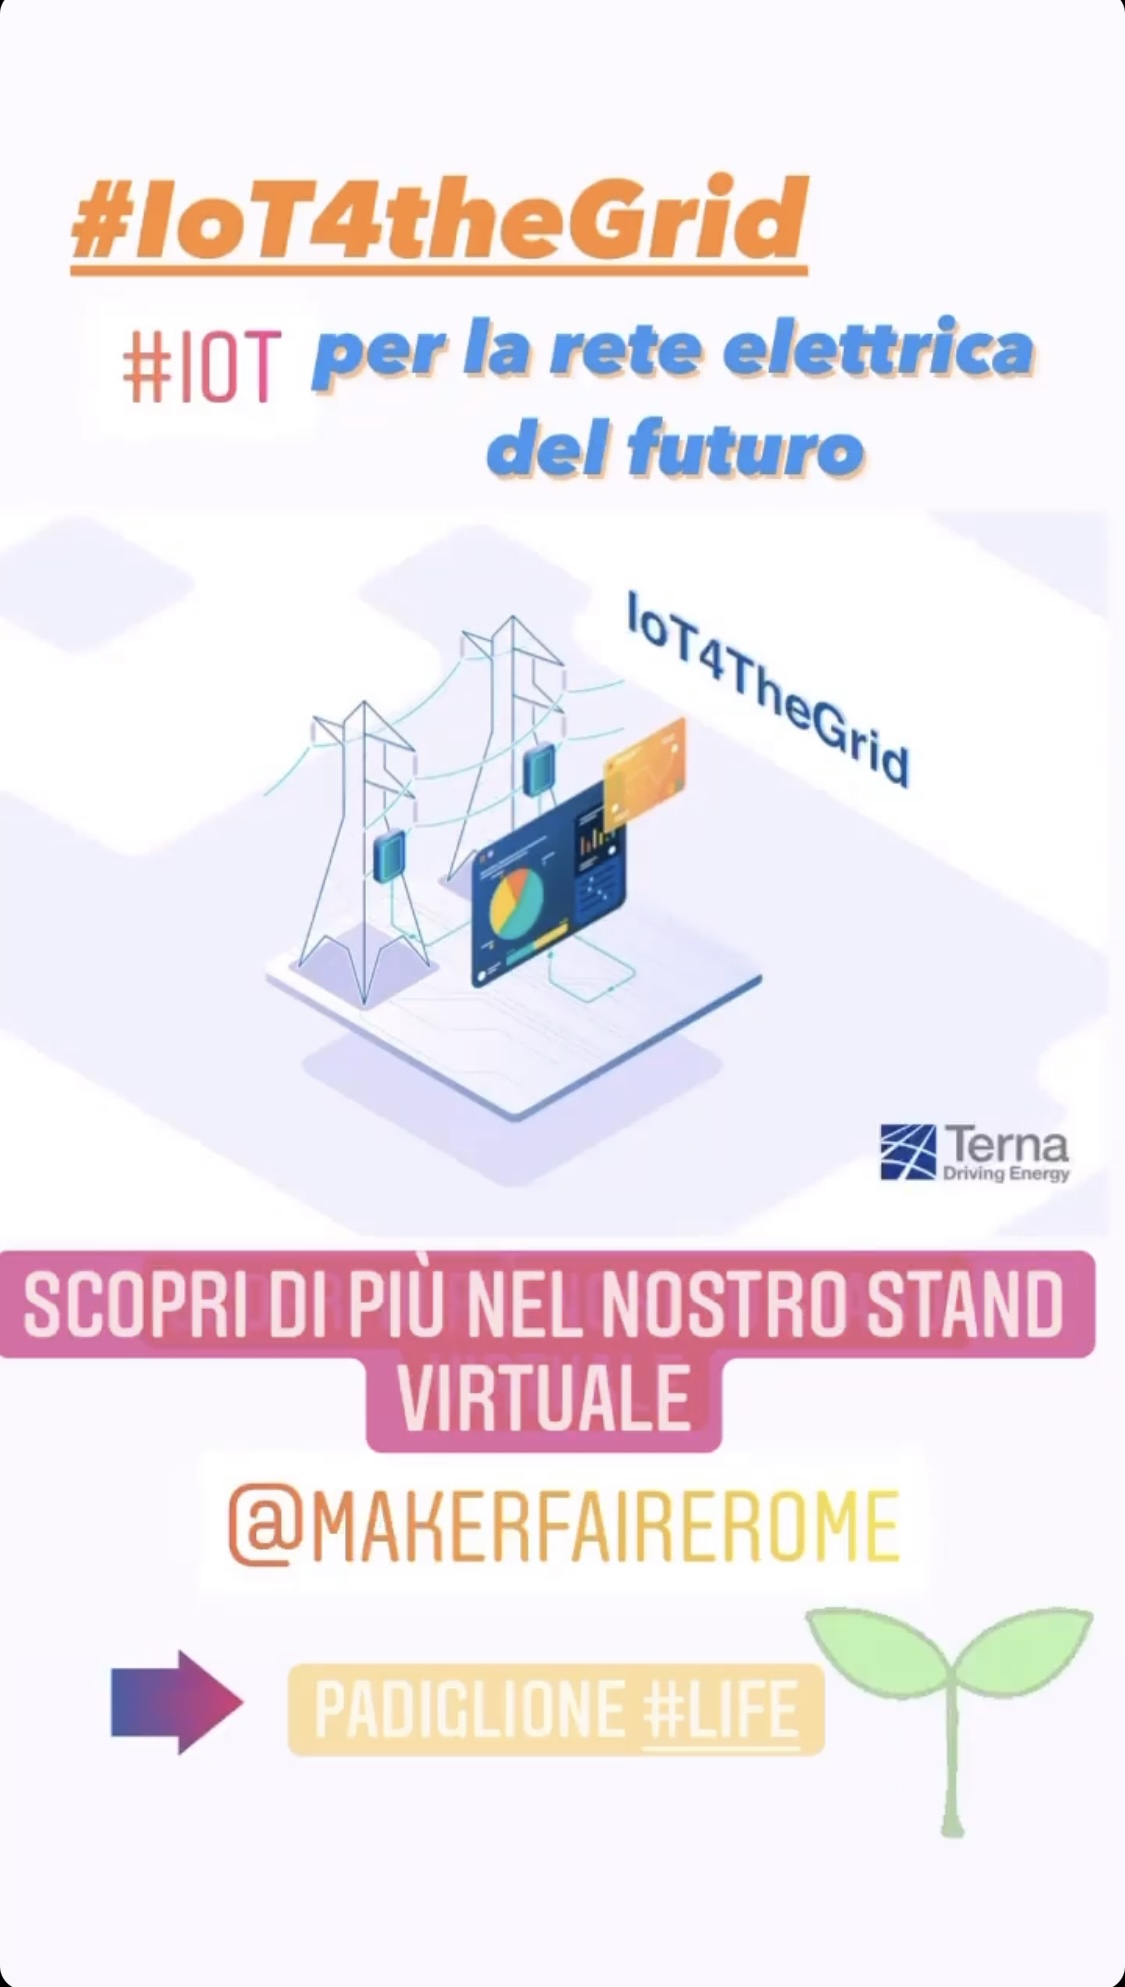 #IoT4theGrid
#IOT per la rete elettrica
del futuro
IoT4TheGrid
Terna
Driving Energy
SCOPRI DI PIÙ NEL NOSTRO STAND
VIRTUALE
@MAKERFAIREROME
PADIGLIONE #LIFE